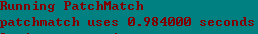 Running PatchMatch
patchmatch uses 0.984000 seconds